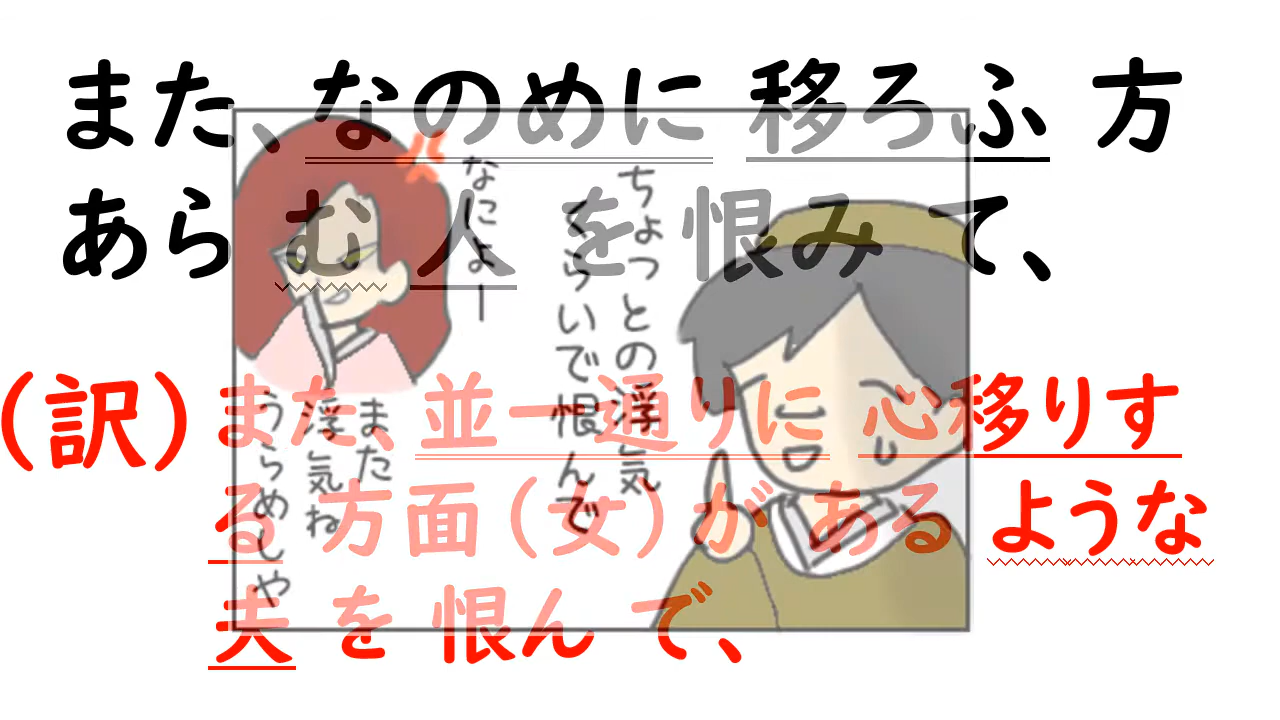 また、なのめに 移ろふ 方
あらむ 人 を 恨みて、
(訳)また、並一通りに 心移りす
る 方面(女)が ある ような
夫 を 恨んで、
ちょっとの浮気
くらいで恨んで
なにょー
また
浮気ね
うらめしや